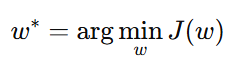 w* = arg min_w J(w)